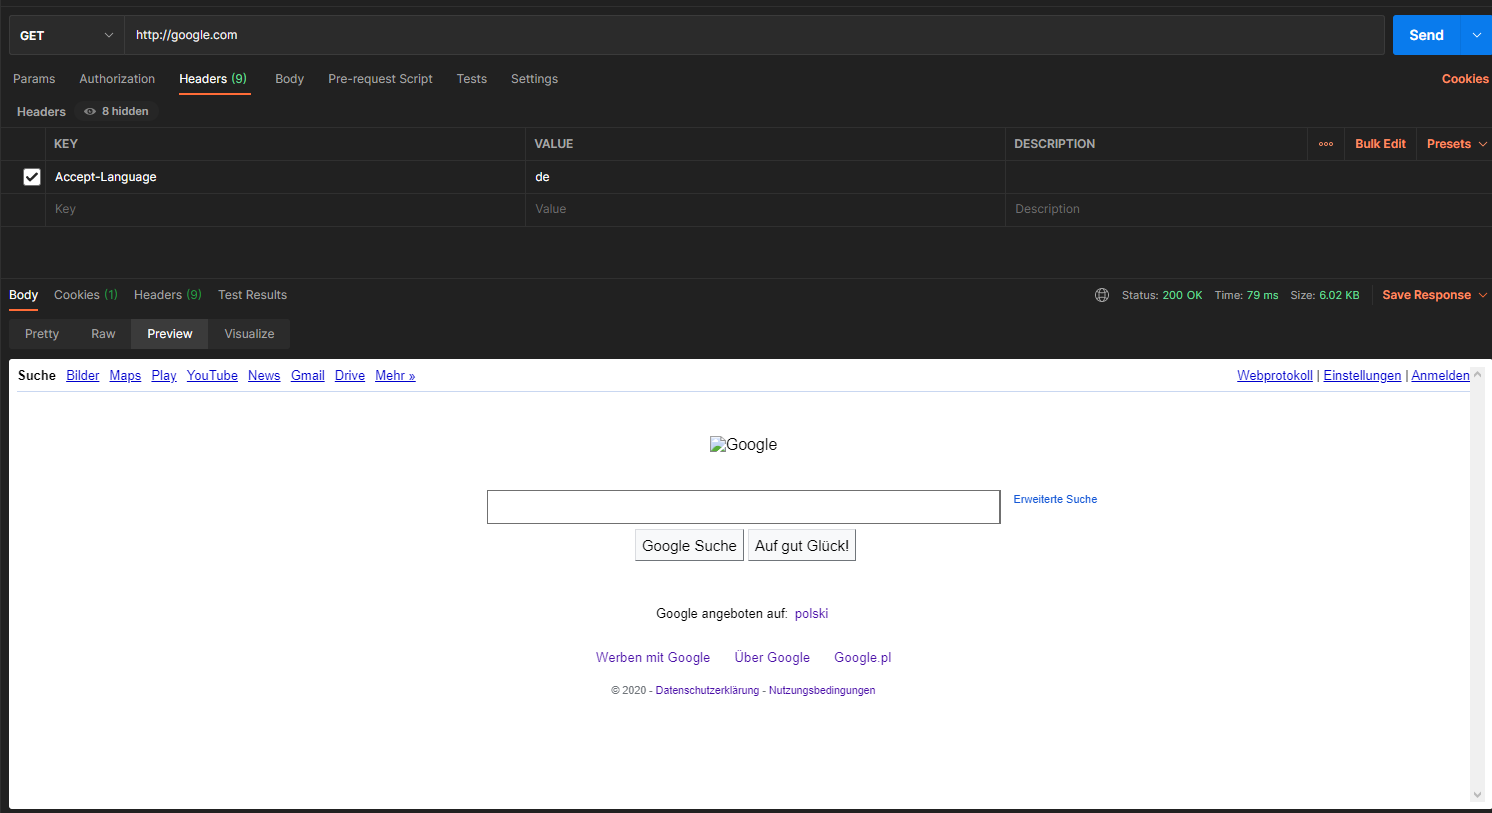 GET http://google.com Send
Params Authorization Headers (9) Body Pre-request Script Tests Settings Cookies
Headers 8 hidden
KEY VALUE DESCRIPTION Bulk Edit Presets
Accept-Language de
Key Value Description
Body Cookies (1) Headers (9) Test Results Status: 200 OK Time: 79 ms Size: 6.02 KB Save Response
Pretty Raw Preview Visualize
Suche Bilder Maps Play YouTube News Gmail Drive Mehr » Webprotokoll | Einstellungen | Anmelden
Google
Erweiterte Suche
Google Suche Auf gut Glück!
Google angeboten auf: polski
Werben mit Google Über Google Google.pl
© 2020 - Datenschutzerklärung - Nutzungsbedingungen